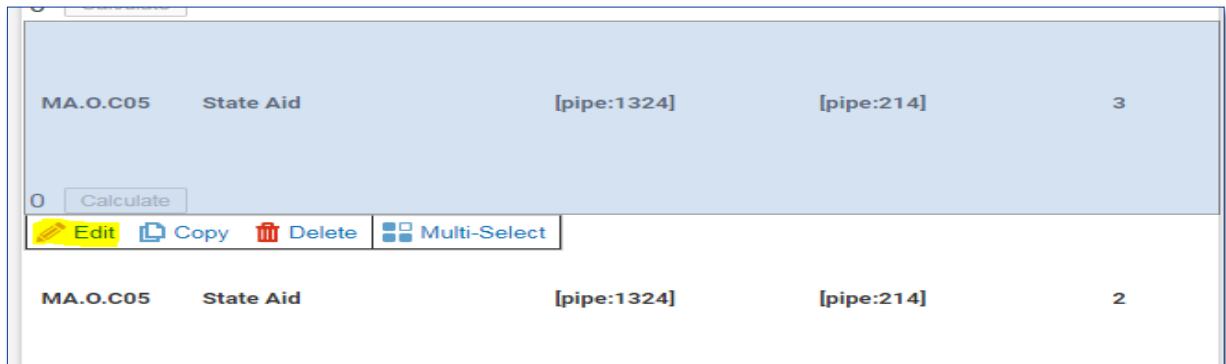 MA.O.C05 State Aid [pipe:1324] [pipe:214] 3
0 Calculate
Edit Copy Delete Multi-Select
MA.O.C05 State Aid [pipe:1324] [pipe:214] 2